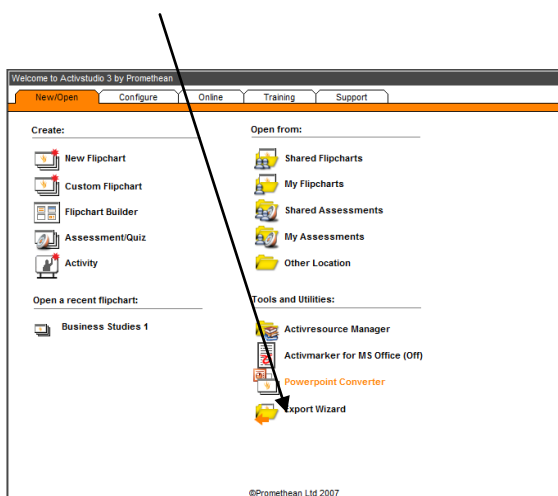 Welcome to Activstudio 3 by Promethean
New/Open Configure Online Training Support
Create:
New Flipchart
Custom Flipchart
Flipchart Builder
Assessment/Quiz
Activity
Open a recent flipchart:
Business Studies 1
Open from:
Shared Flipcharts
My Flipcharts
Shared Assessments
My Assessments
Other Location
Tools and Utilities:
Activresource Manager
Activmarker for MS Office (Off)
Powerpoint Converter
Export Wizard
©Promethean Ltd 2007